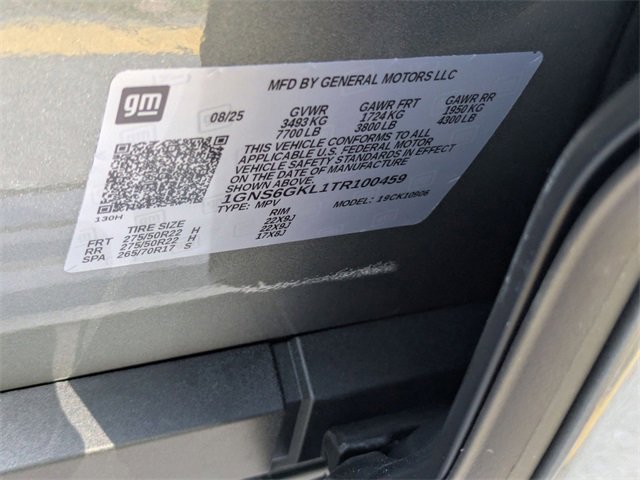 gm
MFD BY GENERAL MOTORS LLC
08/25 GVWR GAWR FRT GAWR RR
3493 KG 1724 KG 1950 KG
7700 LB 3800 LB 4300 LB
THIS VEHICLE CONFORMS TO ALL
APPLICABLE U.S. FEDERAL MOTOR
VEHICLE SAFETY STANDARDS IN EFFECT
ON THE DATE OF MANUFACTURE
SHOWN ABOVE.
1GNS6GKL1TR100459
TYPE: MPV MODEL: 19CK10906
130H
TIRE SIZE RIM
FRT 275/50R22 H 22X9J
RR 275/50R22 H 22X9J
SPA 265/70R17 S 17X8J